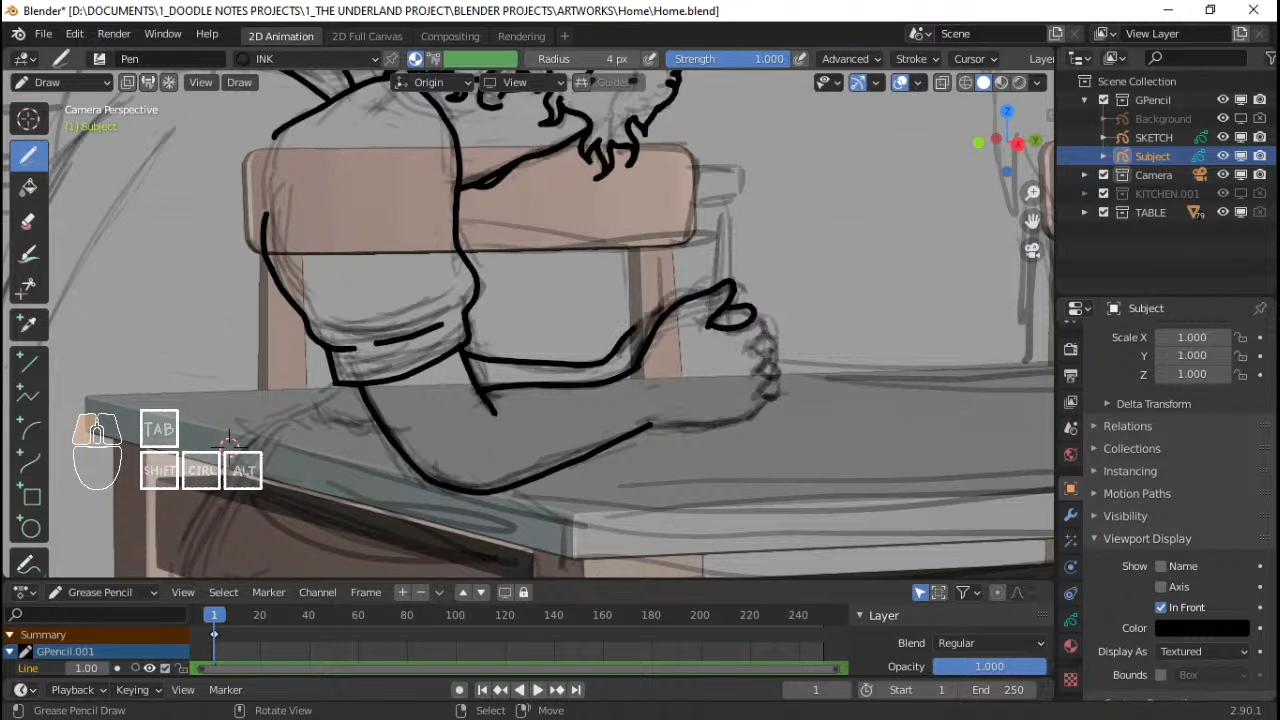 Blender* [D:\DOCUMENTS\1_DOODLE NOTES PROJECTS\1_THE UNDERLAND PROJECT\BLENDER PROJECTS\ARTWORKS\Home\Home.blend]
File Edit Render Window Help 2D Animation 2D Full Canvas Compositing Rendering + Scene View Layer
Pen INK Radius 4 px Strength 1.000 Advanced Stroke Cursor Laye
Draw View Draw Origin View Guides
Camera Perspective
(1) Subject
Scene Collection
GPencil
Background
SKETCH
Subject
Camera
KITCHEN.001
TABLE 79
X
Y
Z
TAB
SHIFT CTRL ALT
Subject
Scale X 1.000
Y 1.000
Z 1.000
Delta Transform
Relations
Collections
Instancing
Motion Paths
Visibility
Viewport Display
Show Name
Axis
In Front
Color
Display As Textured
Bounds Box
Grease Pencil View Select Marker Channel Frame
1 20 40 60 80 100 120 140 160 180 200 220 240
Summary
GPencil.001
Line 1.00
Layer
Blend Regular
Opacity 1.000
Playback Keying View Marker 1 Start 1 End 250
Grease Pencil Draw Rotate View Select Move 2.90.1